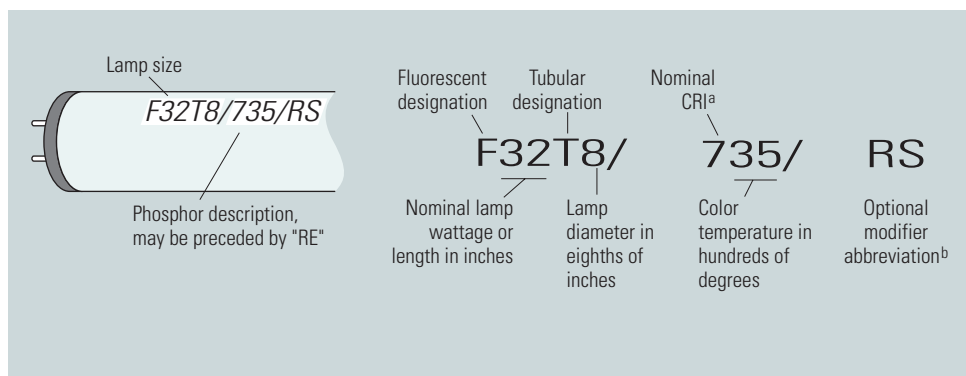 Lamp size
F32T8/735/RS
Phosphor description,
may be preceded by "RE"
Fluorescent
designation
Tubular
designation
Nominal
CRIa
F32T8/ 735/ RS
Nominal lamp
wattage or
length in inches
Lamp
diameter in
eighths of
inches
Color
temperature in
hundreds of
degrees
Optional
modifier
abbreviationb